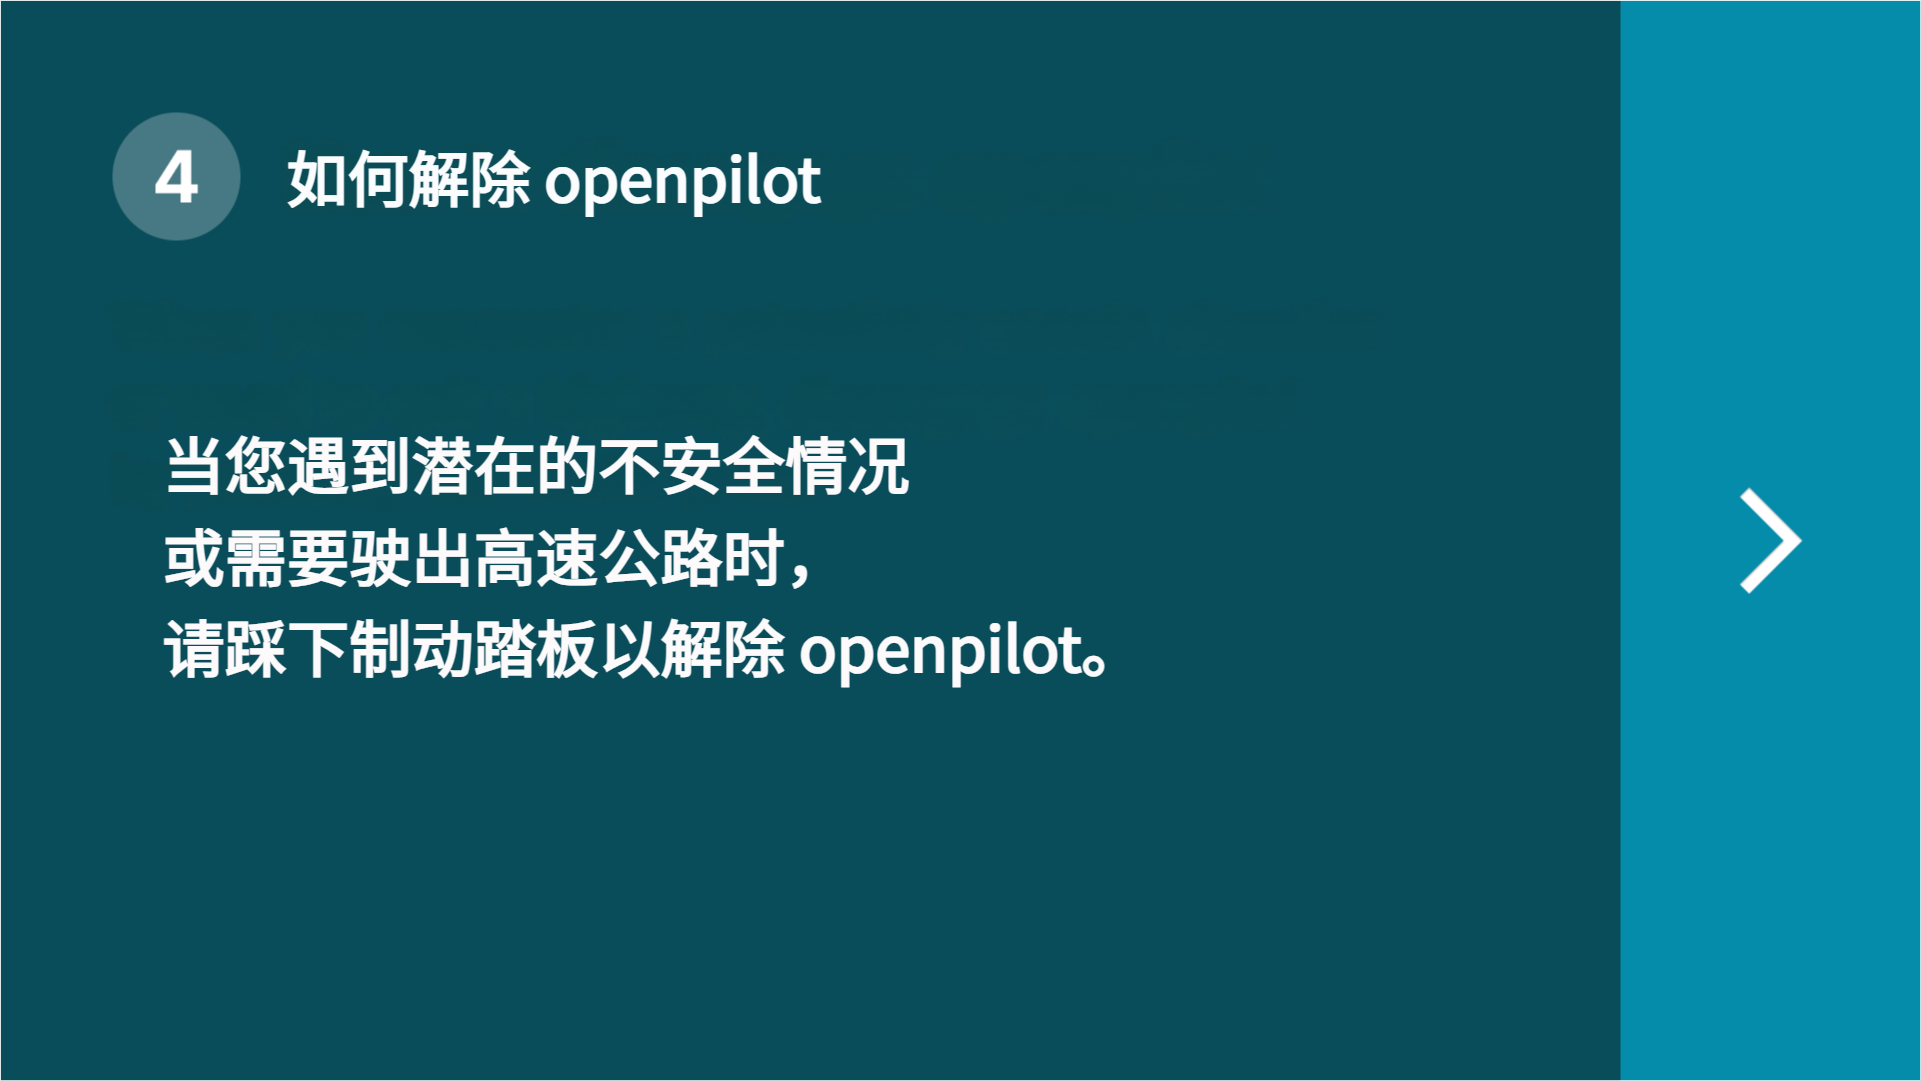 4 如何解除 openpilot
当您遇到潜在的不安全情况
或需要驶出高速公路时，
请踩下制动踏板以解除 openpilot。